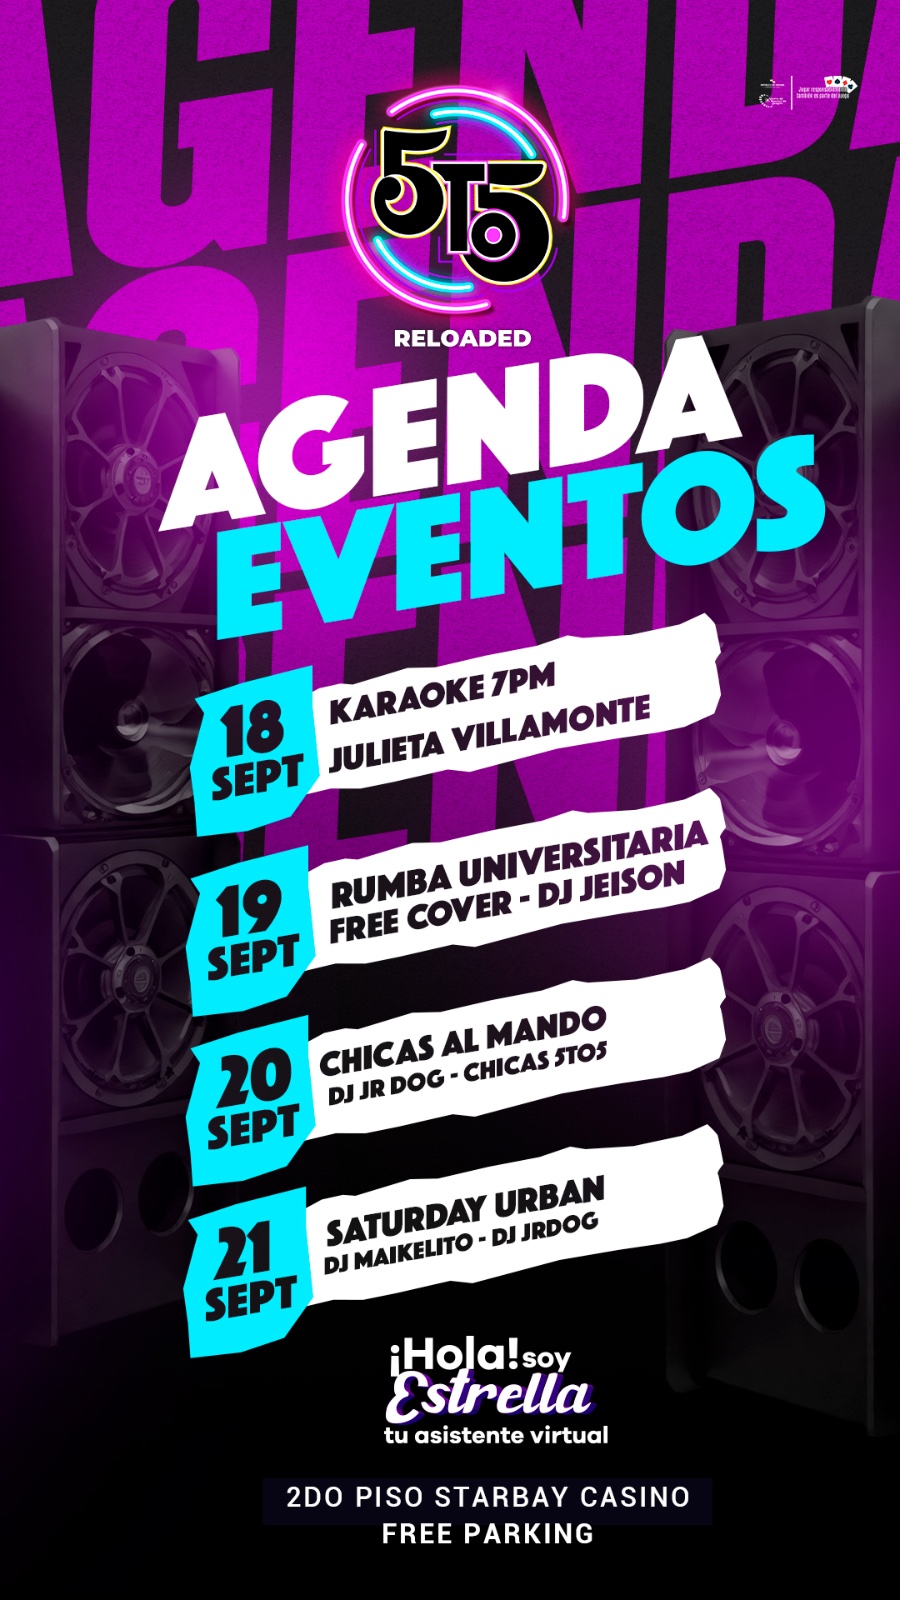 AGENDA
AGENDA
5To5
RELOADED
AGENDA
EVENTOS
18
SEPT
KARAOKE 7PM
JULIETA VILLAMONTE
19
SEPT
RUMBA UNIVERSITARIA
FREE COVER - DJ JEISON
20
SEPT
CHICAS AL MANDO
DJ JR DOG - CHICAS 5TO5
21
SEPT
SATURDAY URBAN
DJ MAIKELITO - DJ JRDOG
¡Hola! soy
Estrella
tu asistente virtual
2DO PISO STARBAY CASINO
FREE PARKING